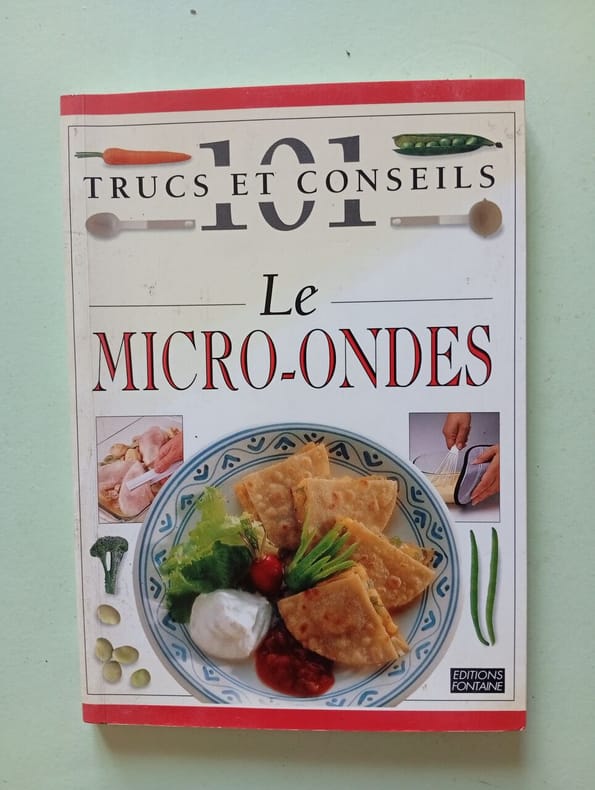 101
TRUCS ET CONSEILS
Le
MICRO-ONDES
EDITIONS
FONTAINE